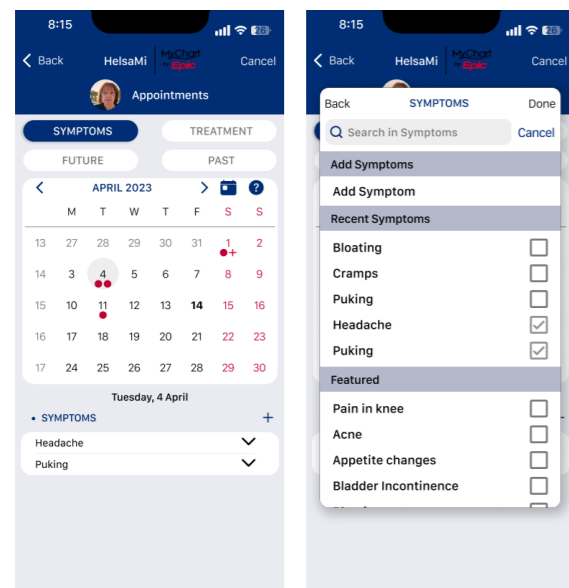 8:15
26
Back
HelsaMi
MyChart
by Epic
Cancel
Appointments
SYMPTOMS
TREATMENT
FUTURE
PAST
APRIL 2023
?
M T W T F S S
13 27 28 29 30 31 1 2
+
14 3 4 5 6 7 8 9
15 10 11 12 13 14 15 16
16 17 18 19 20 21 22 23
17 24 25 26 27 28 29 30
Tuesday, 4 April
• SYMPTOMS +
Headache
Puking
8:15
26
Back
HelsaMi
MyChart
by Epic
Cancel
Back
SYMPTOMS
Done
Search in Symptoms
Cancel
Add Symptoms
Add Symptom
Recent Symptoms
Bloating
Cramps
Puking
Headache
Puking
Featured
Pain in knee
Acne
Appetite changes
Bladder Incontinence